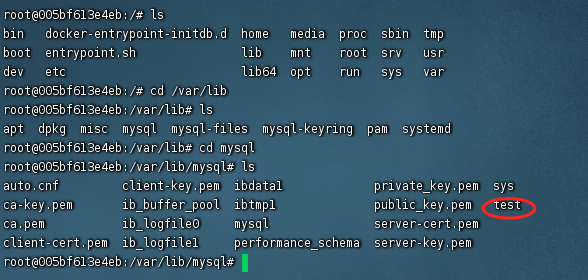 root@005bf613e4eb:/# ls
bin   docker-entrypoint-initdb.d  home   media  proc  sbin  tmp
boot  entrypoint.sh               lib    mnt    root  srv   usr
dev   etc                         lib64  opt    run   sys   var
root@005bf613e4eb:/# cd /var/lib
root@005bf613e4eb:/var/lib# ls
apt  dpkg  misc  mysql  mysql-files  mysql-keyring  pam  systemd
root@005bf613e4eb:/var/lib# cd mysql
root@005bf613e4eb:/var/lib/mysql# ls
auto.cnf         client-key.pem  ibdata1             private_key.pem  sys
ca-key.pem       ib_buffer_pool  ibtmp1              public_key.pem   test
ca.pem           ib_logfile0     mysql               server-cert.pem
client-cert.pem  ib_logfile1     performance_schema  server-key.pem
root@005bf613e4eb:/var/lib/mysql#